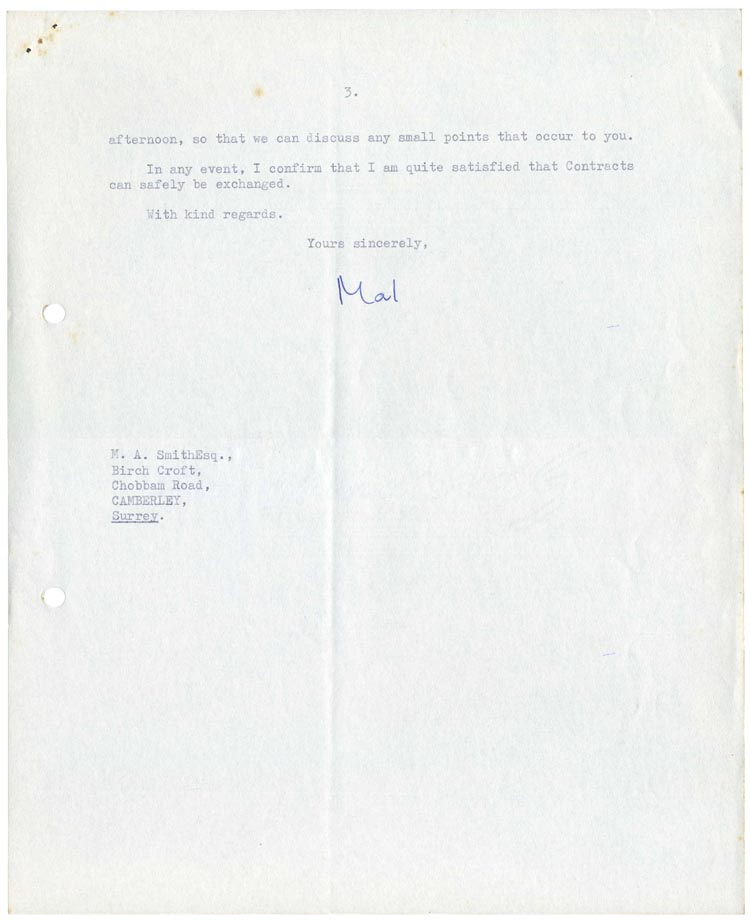 3.
afternoon, so that we can discuss any small points that occur to you.
In any event, I confirm that I am quite satisfied that Contracts
can safely be exchanged.
With kind regards.
Yours sincerely,
Mal
M. A. SmithEsq.,
Birch Croft,
Chobbam Road,
CAMBERLEY,
Surrey.